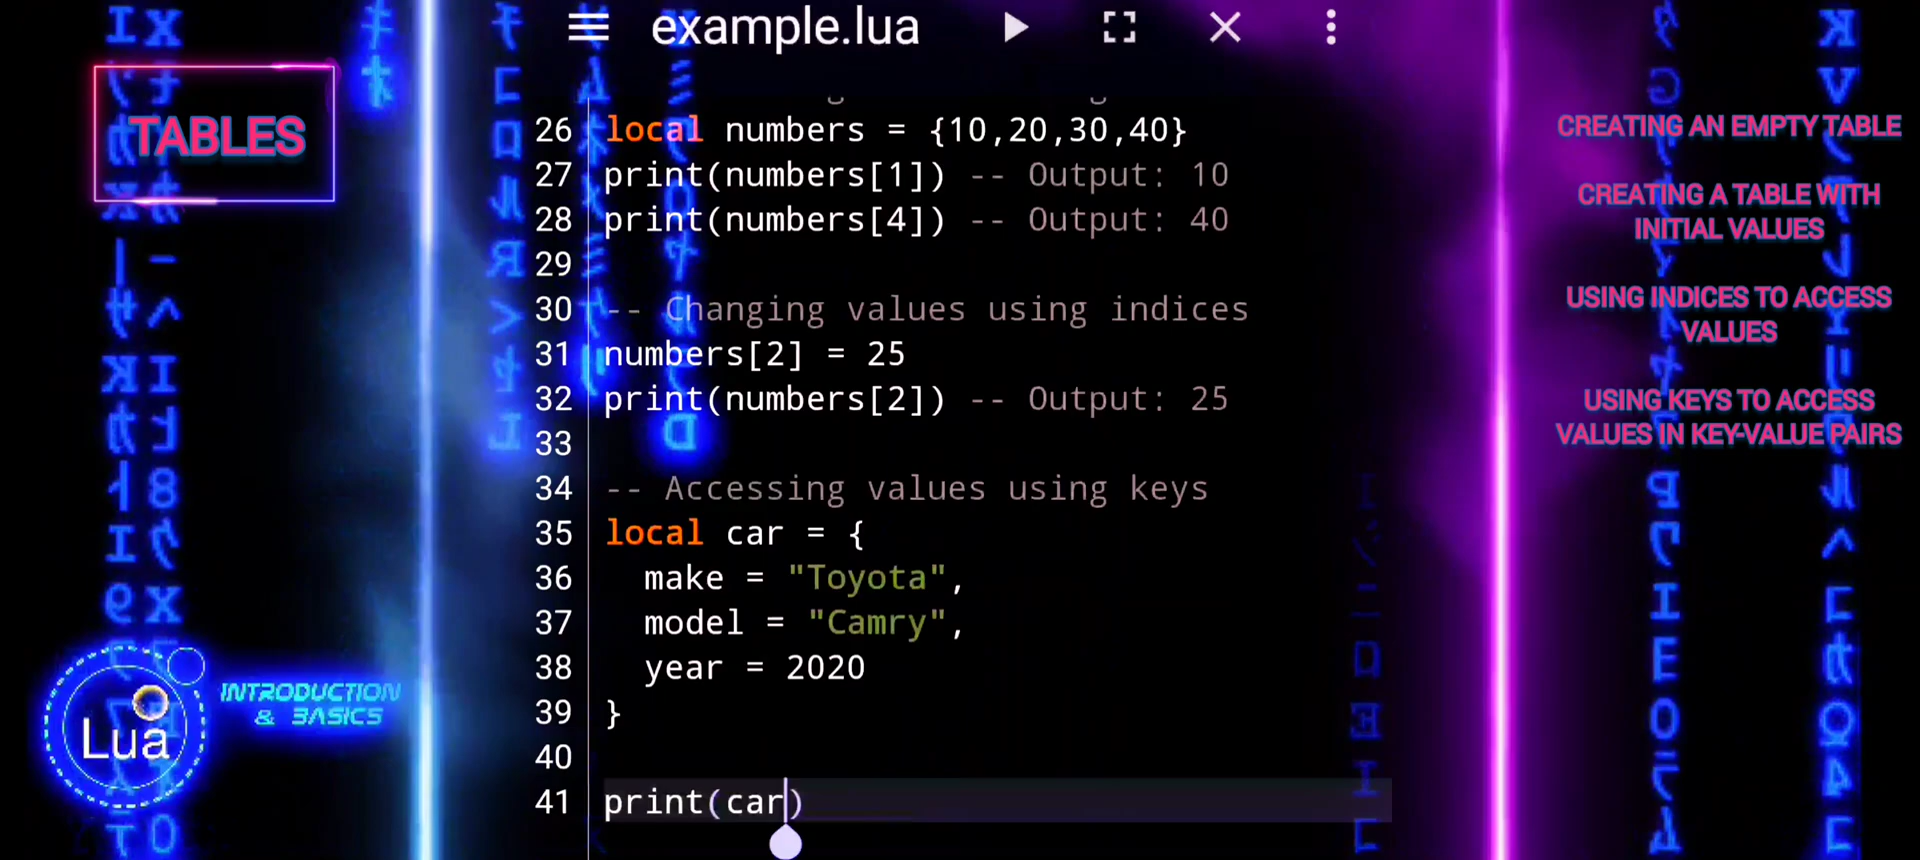 example.lua
TABLES
26 local numbers = {10,20,30,40}
27 print(numbers[1]) -- Output: 10
28 print(numbers[4]) -- Output: 40
29
30 -- Changing values using indices
31 numbers[2] = 25
32 print(numbers[2]) -- Output: 25
33
34 -- Accessing values using keys
35 local car = {
36 make = "Toyota",
37 model = "Camry",
38 year = 2020
39 }
40
41 print(car)
CREATING AN EMPTY TABLE
CREATING A TABLE WITH
INITIAL VALUES
USING INDICES TO ACCESS
VALUES
USING KEYS TO ACCESS
VALUES IN KEY-VALUE PAIRS
Lua
INTRODUCTION
& BASICS